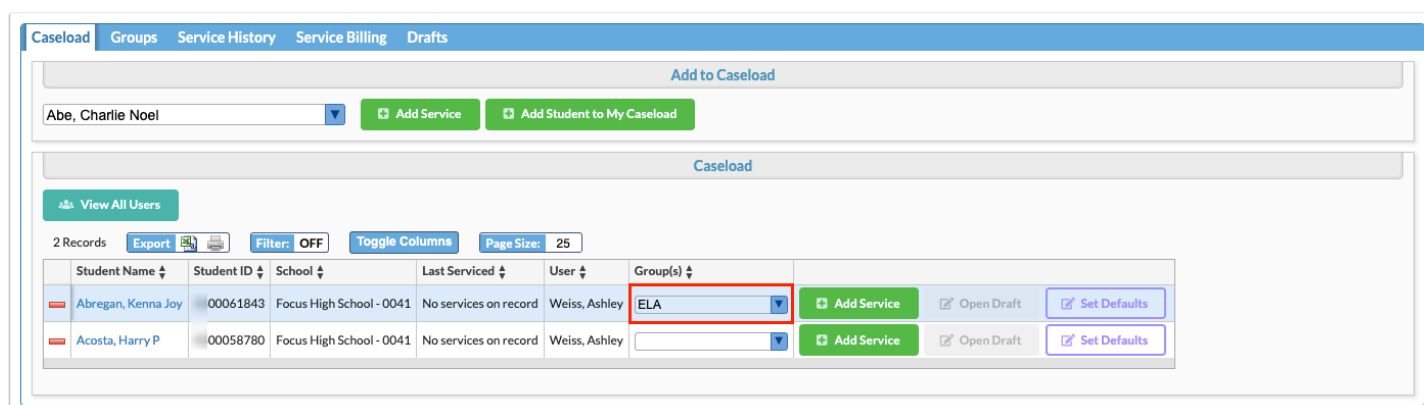 Caseload Groups Service History Service Billing Drafts
Add to Caseload
Abe, Charlie Noel Add Service Add Student to My Caseload
Caseload
View All Users
2 Records Export Filter: OFF Toggle Columns Page Size: 25
Student Name Student ID School Last Serviced User Group(s)
Abregan, Kenna Joy 00061843 Focus High School - 0041 No services on record Weiss, Ashley ELA Add Service Open Draft Set Defaults
Acosta, Harry P 00058780 Focus High School - 0041 No services on record Weiss, Ashley Add Service Open Draft Set Defaults